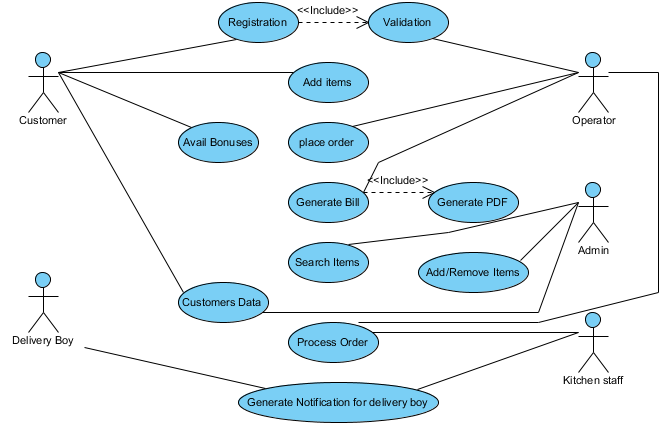 Registration
<<Include>>
Validation
Add items
Customer
Operator
Avail Bonuses
place order
<<Include>>
Generate Bill
Generate PDF
Search Items
Admin
Add/Remove Items
Customers Data
Delivery Boy
Process Order
Kitchen staff
Generate Notification for delivery boy